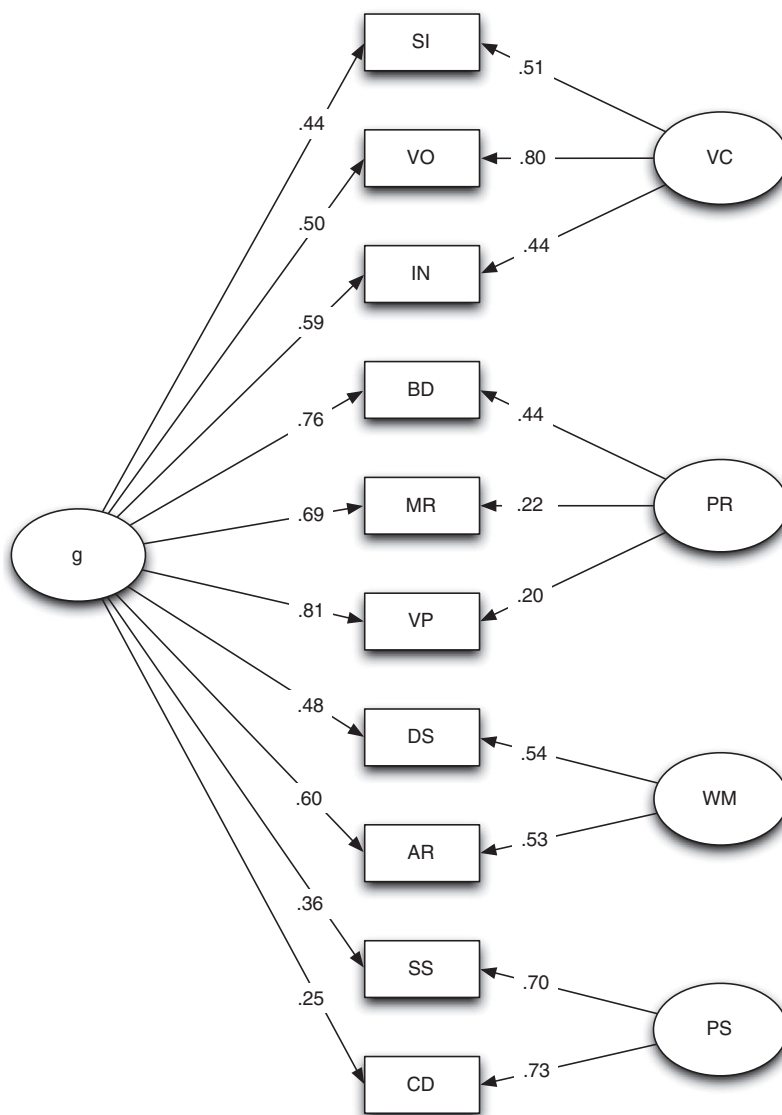 SI
.51
.44
VO
.80
VC
.50
IN
.44
.59
BD
.44
.76
MR
.22
PR
.69
g
.20
.81
VP
.48
DS
.54
WM
.60
AR
.53
.36
SS
.70
.25
PS
CD
.73